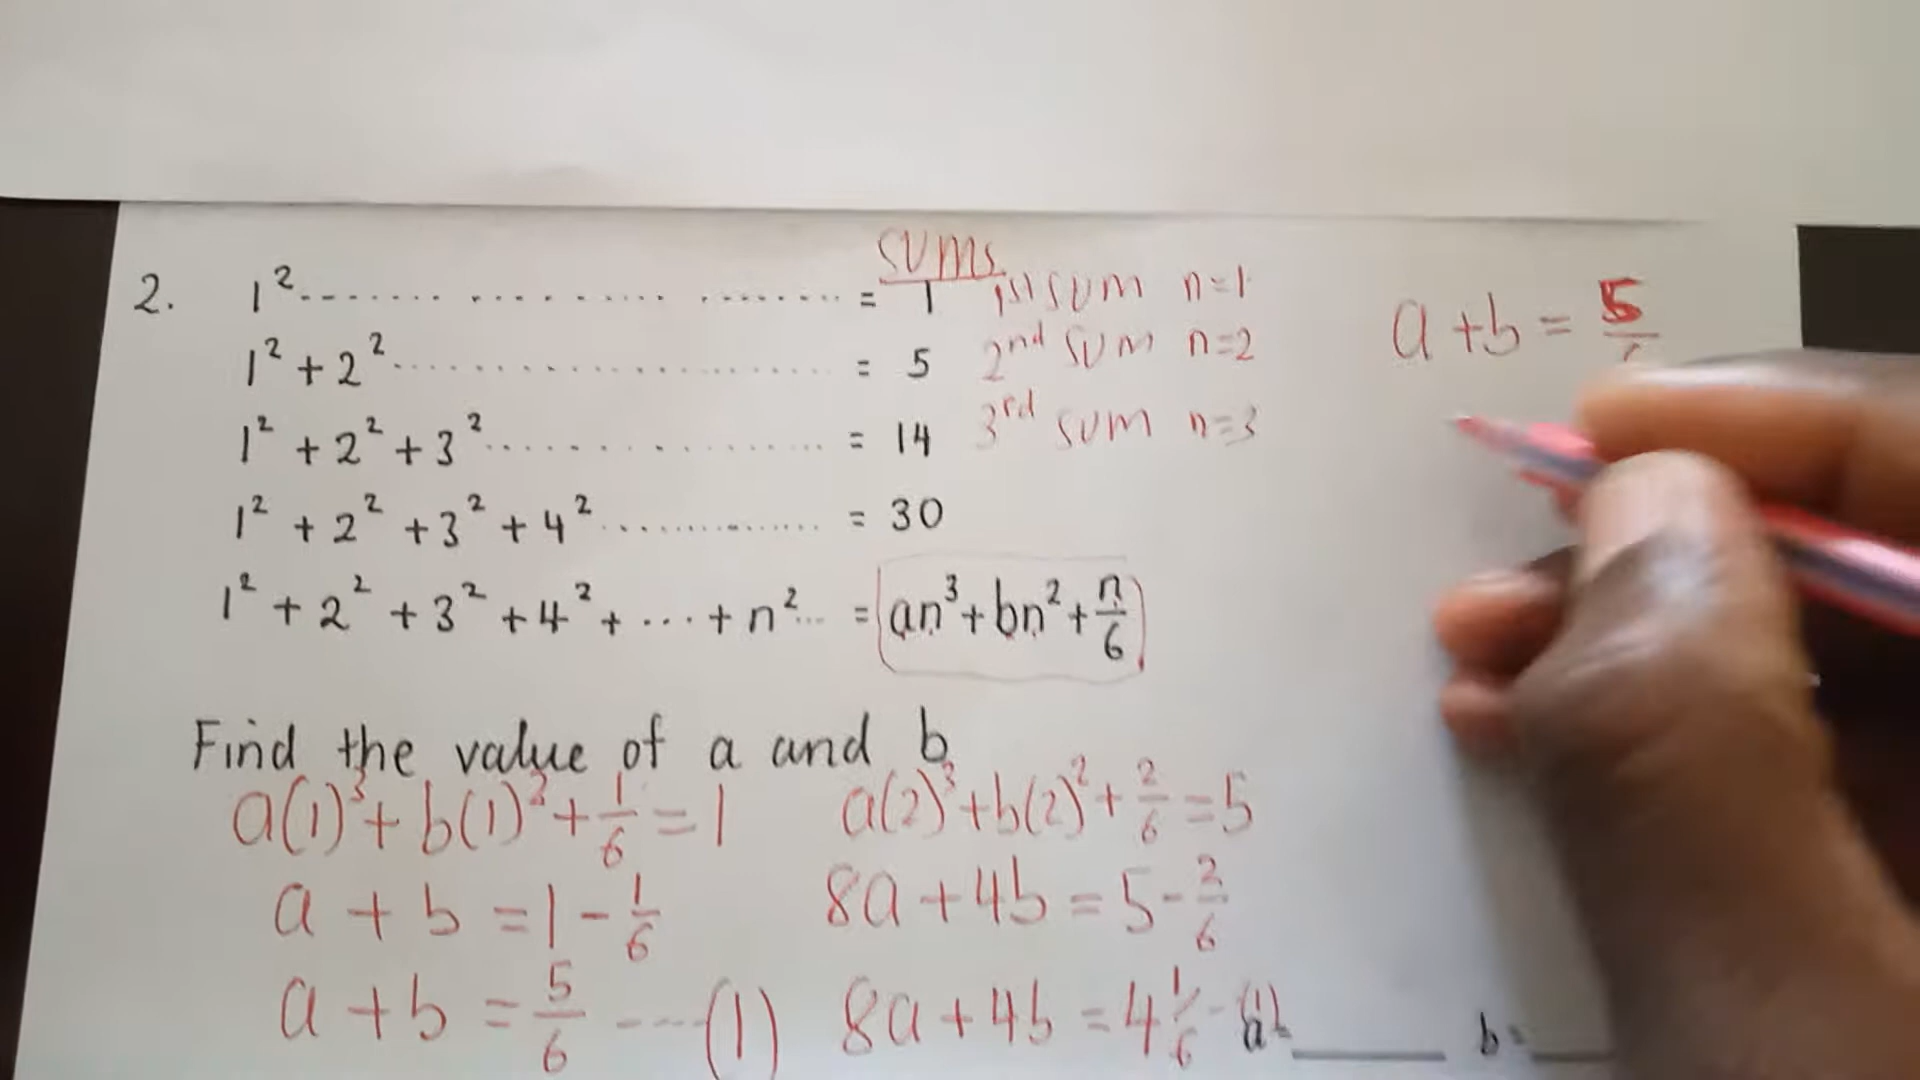 SUMS
2. 1² ............ = 1 1st sum n=1
1² + 2² ............ = 5 2nd sum n=2
1² + 2² + 3² ............ = 14 3rd sum n=3
1² + 2² + 3² + 4² ............ = 30
1² + 2² + 3² + 4² + ... + n² .. = an³ + bn² + n/6
a + b = 5/
Find the value of a and b
a(1)³ + b(1)² + 1/6 = 1
a + b = 1 - 1/6
a + b = 5/6 ---- (1)
a(2)³ + b(2)² + 2/6 = 5
8a + 4b = 5 - 2/6
8a + 4b = 4 1/6
a = ______ b = ____